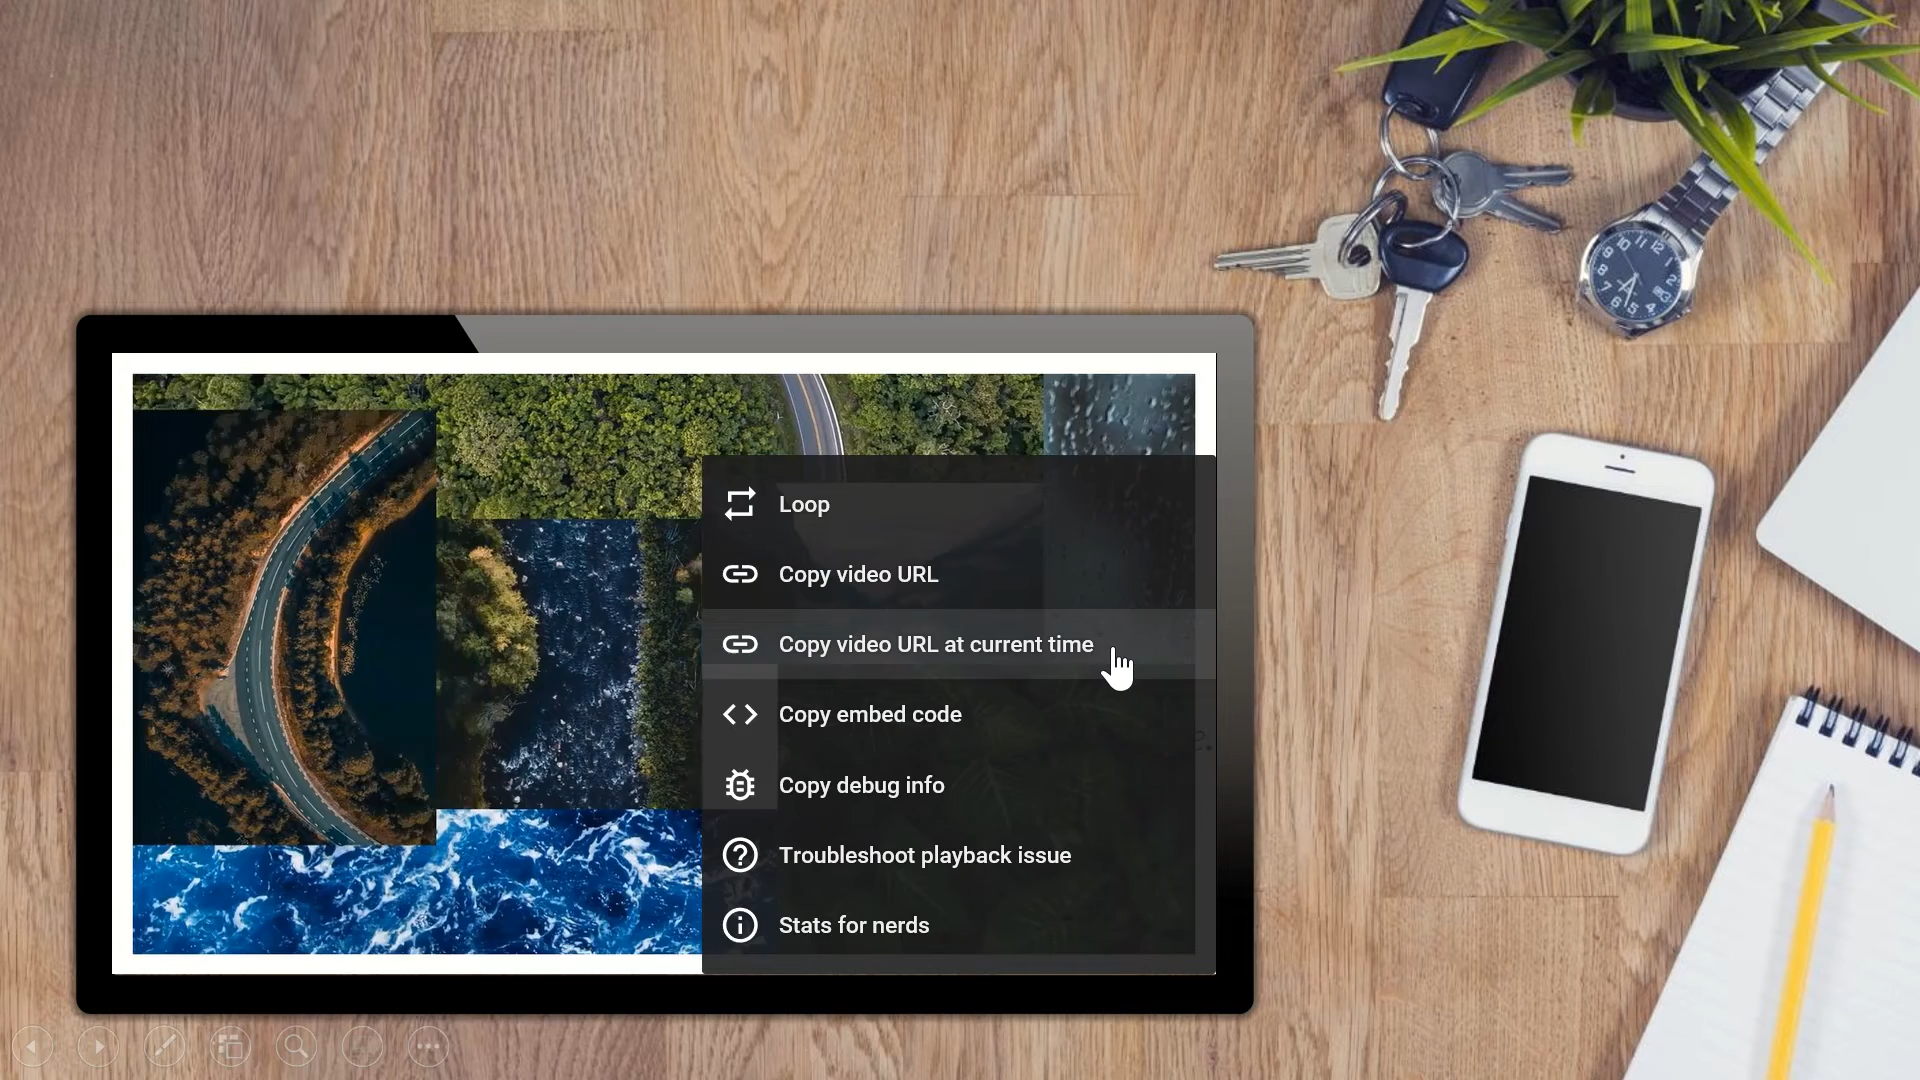 Loop
Copy video URL
Copy video URL at current time
Copy embed code
Copy debug info
Troubleshoot playback issue
Stats for nerds